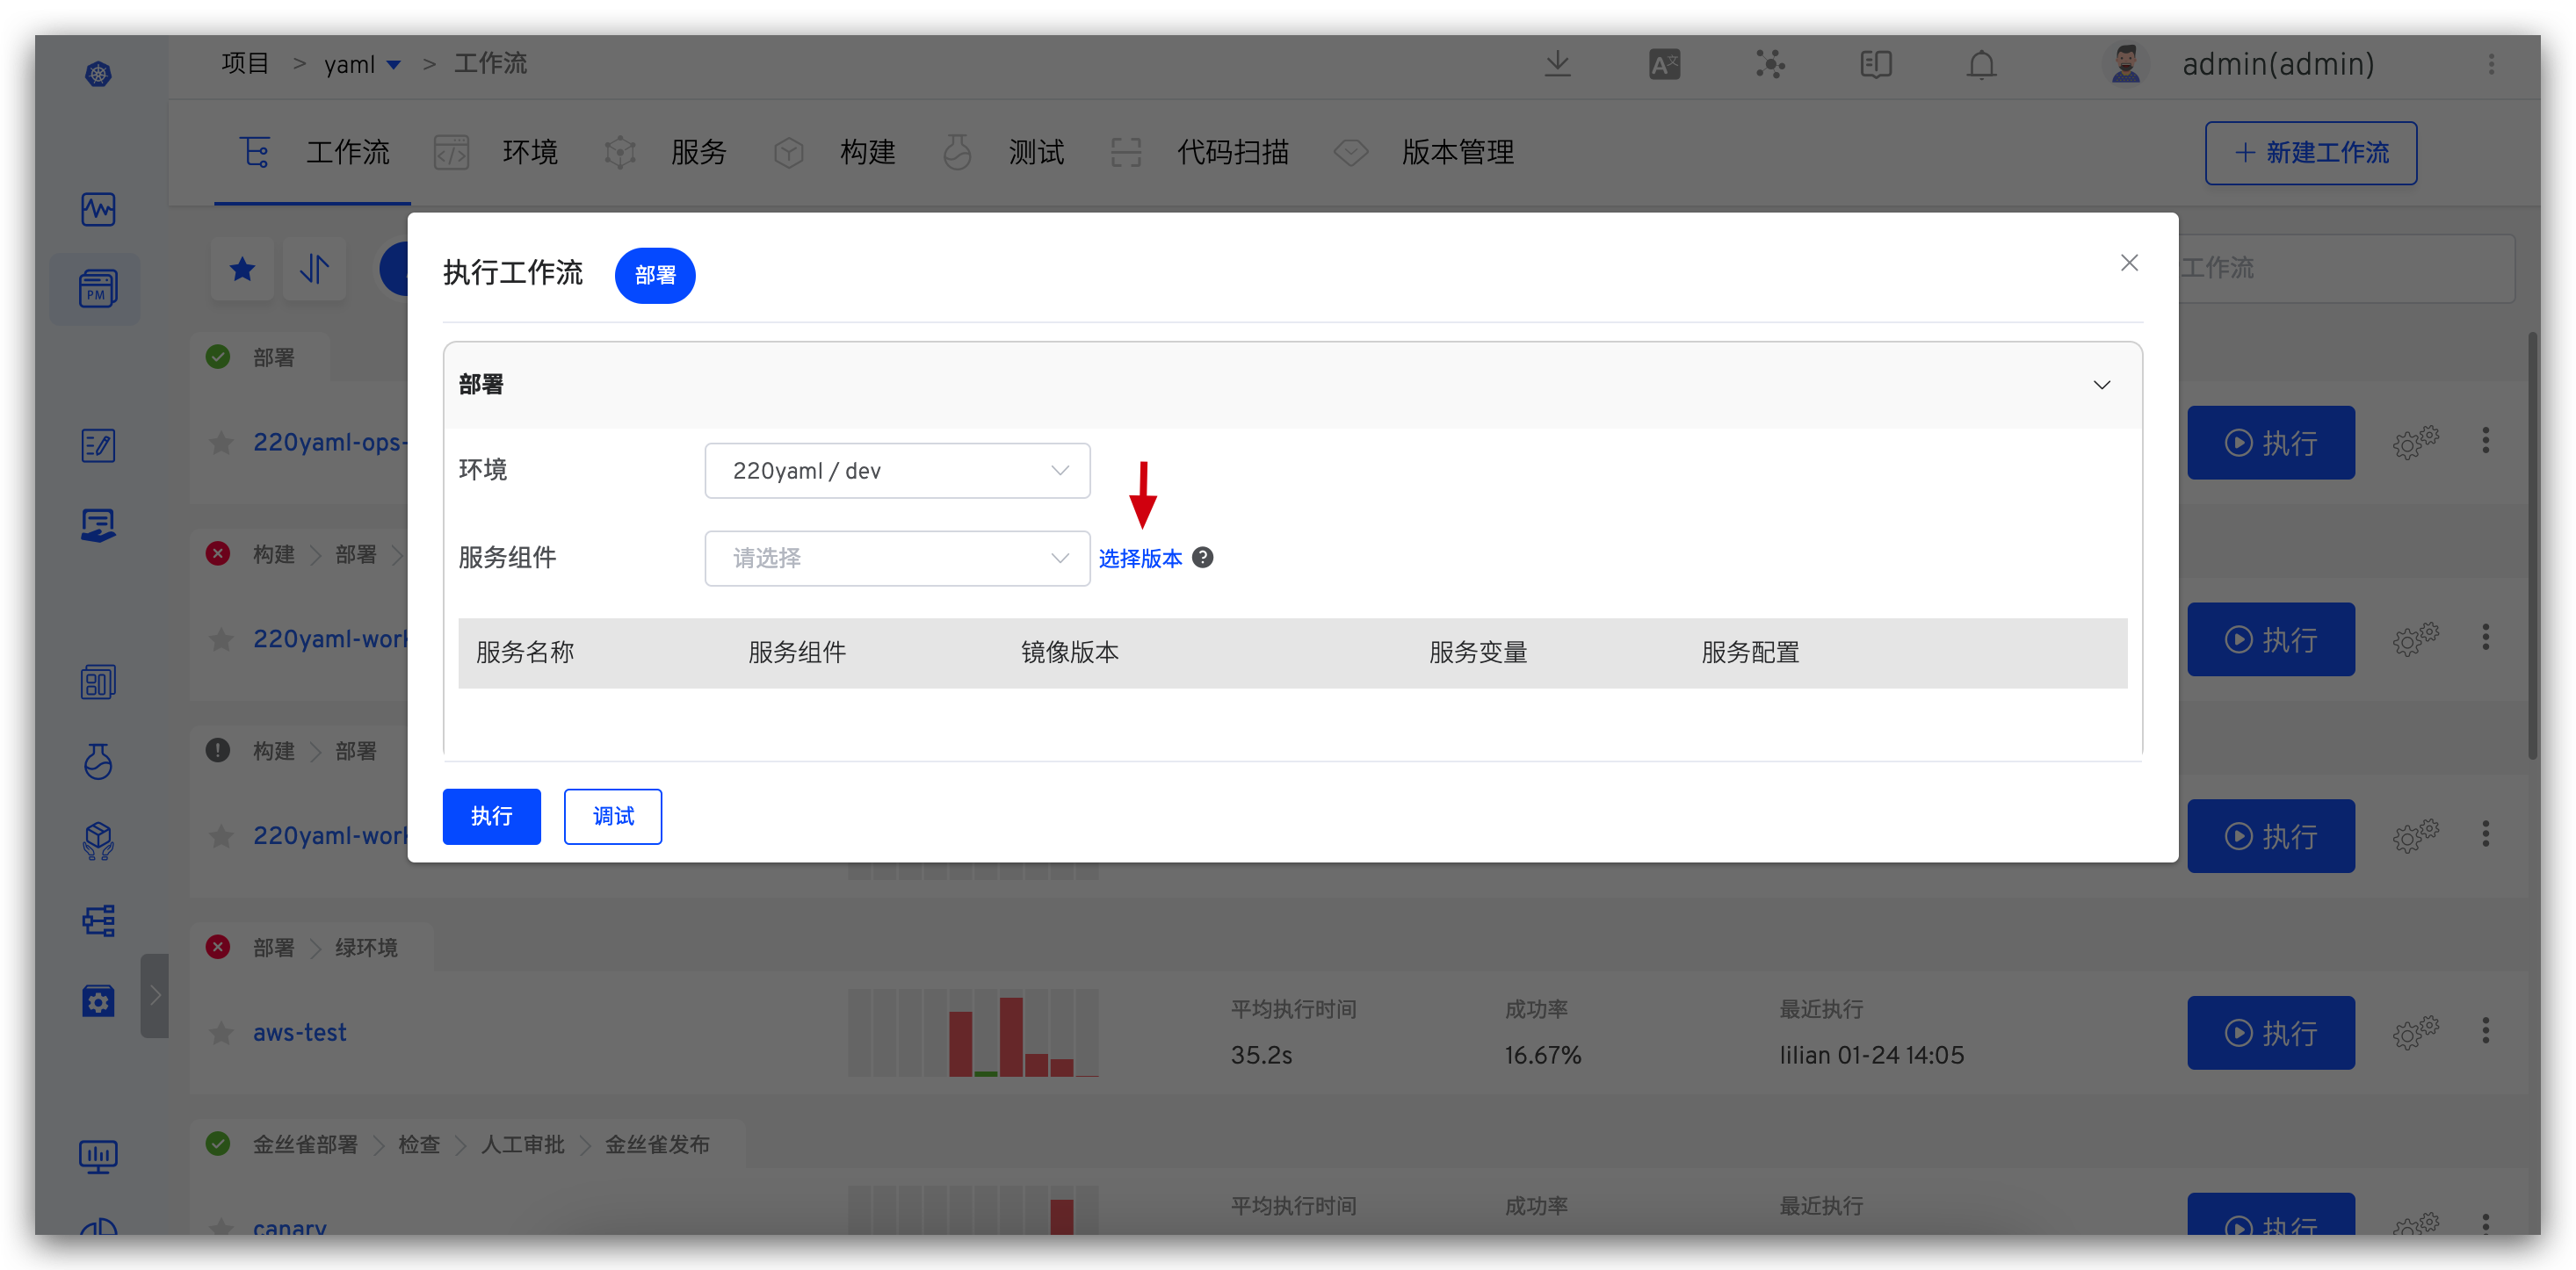 项目 > yaml > 工作流
admin(admin)
工作流 环境 服务 构建 测试 代码扫描 版本管理
+ 新建工作流
PM
工作流
执行工作流 部署
部署
环境 220yaml / dev
服务组件 请选择 选择版本 ?
服务名称 服务组件 镜像版本 服务变量 服务配置
执行 调试
部署
220yaml-ops-
执行
构建 > 部署 >
220yaml-work
执行
构建 > 部署
220yaml-work
执行
部署 > 绿环境
aws-test
平均执行时间 成功率 最近执行
35.2s 16.67% lilian 01-24 14:05
执行
金丝雀部署 > 检查 > 人工审批 > 金丝雀发布
canary
平均执行时间 成功率 最近执行
执行